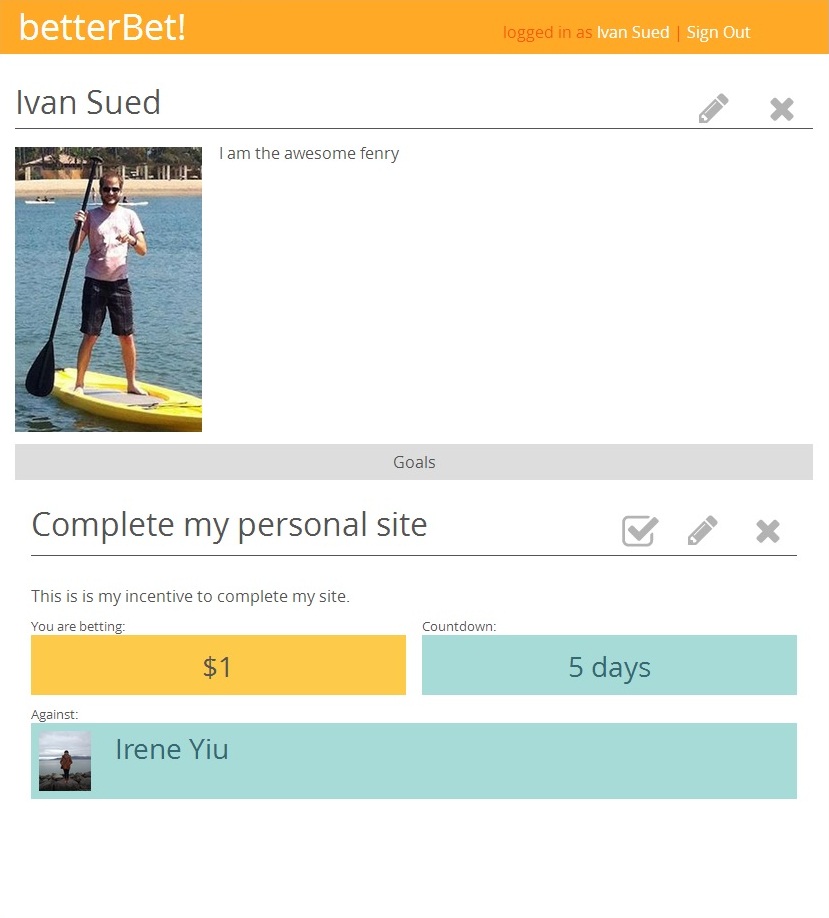 betterBet!
logged in as Ivan Sued | Sign Out
Ivan Sued
I am the awesome fenry
Goals
Complete my personal site
This is is my incentive to complete my site.
You are betting:
Countdown:
$1
5 days
Against:
Irene Yiu